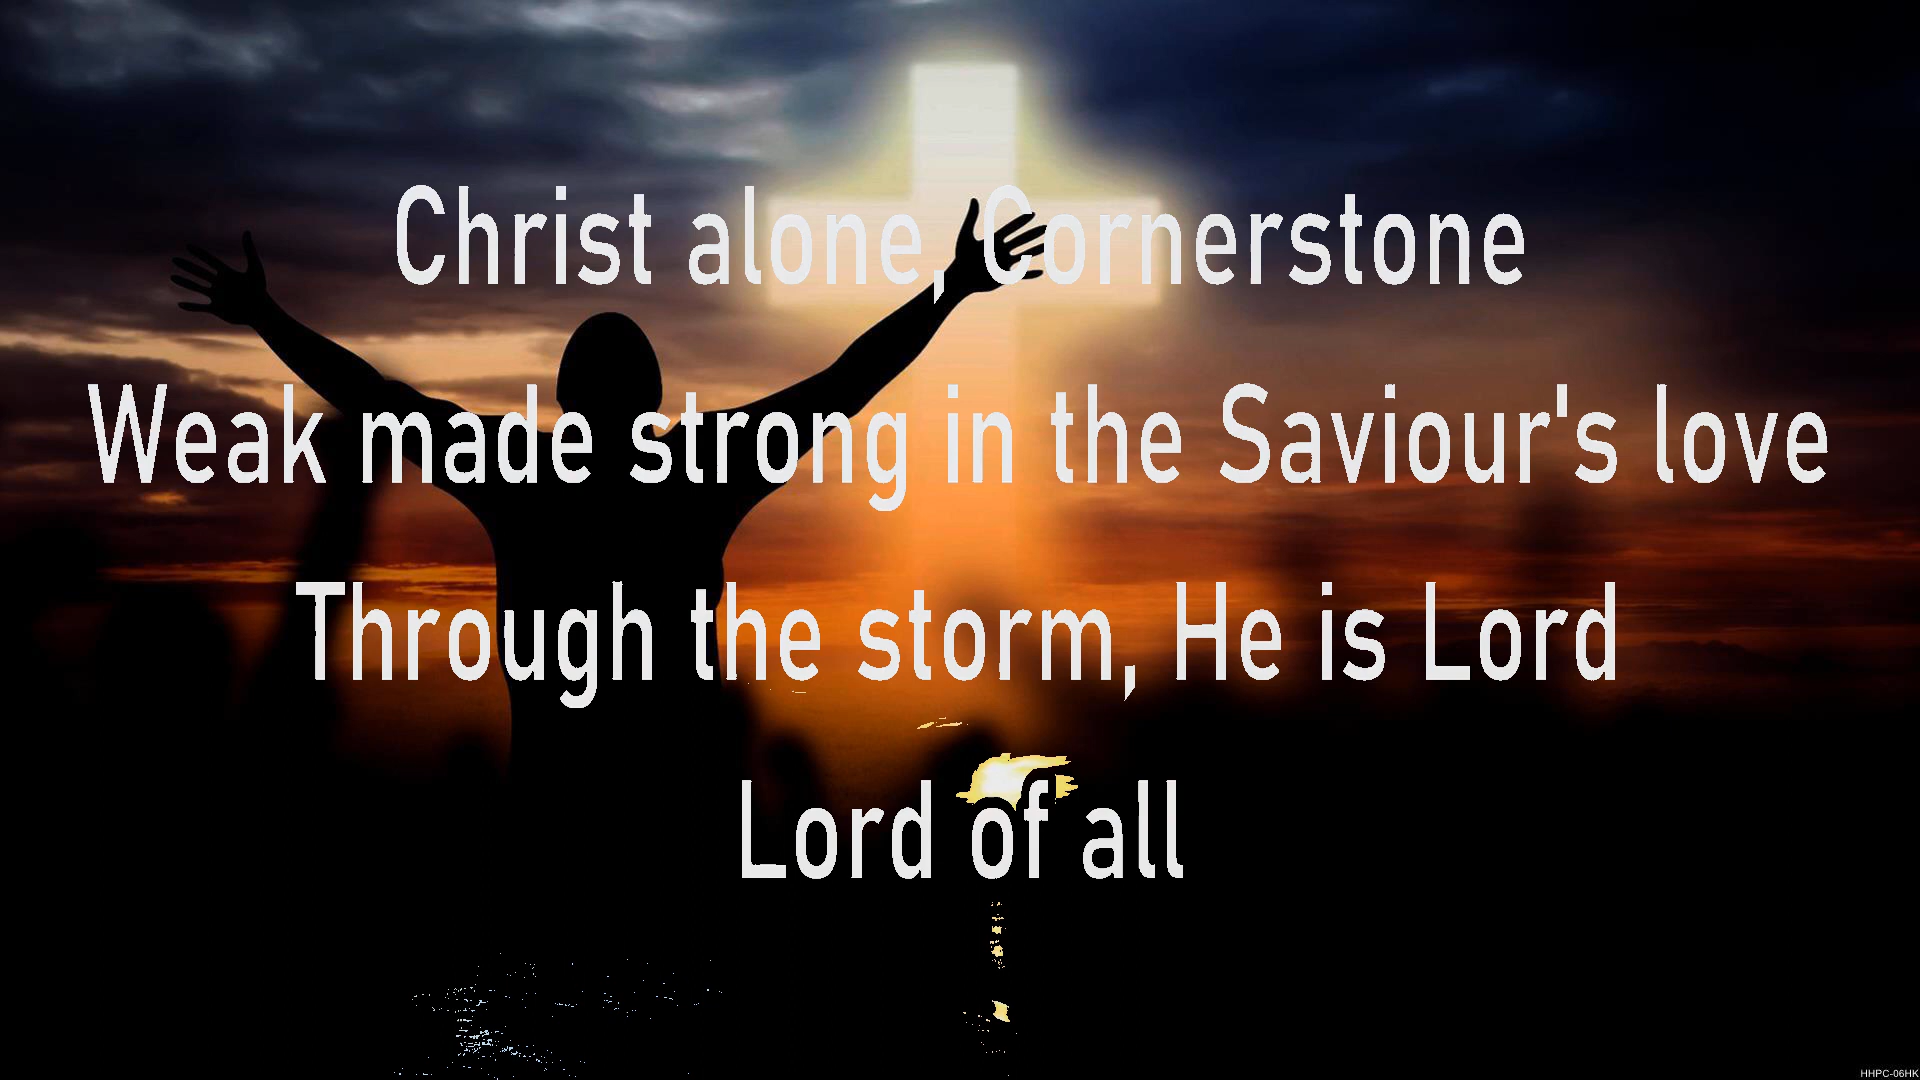 Christ alone, Cornerstone
Weak made strong in the Saviour's love
Through the storm, He is Lord
Lord of all
HHPC-06HK